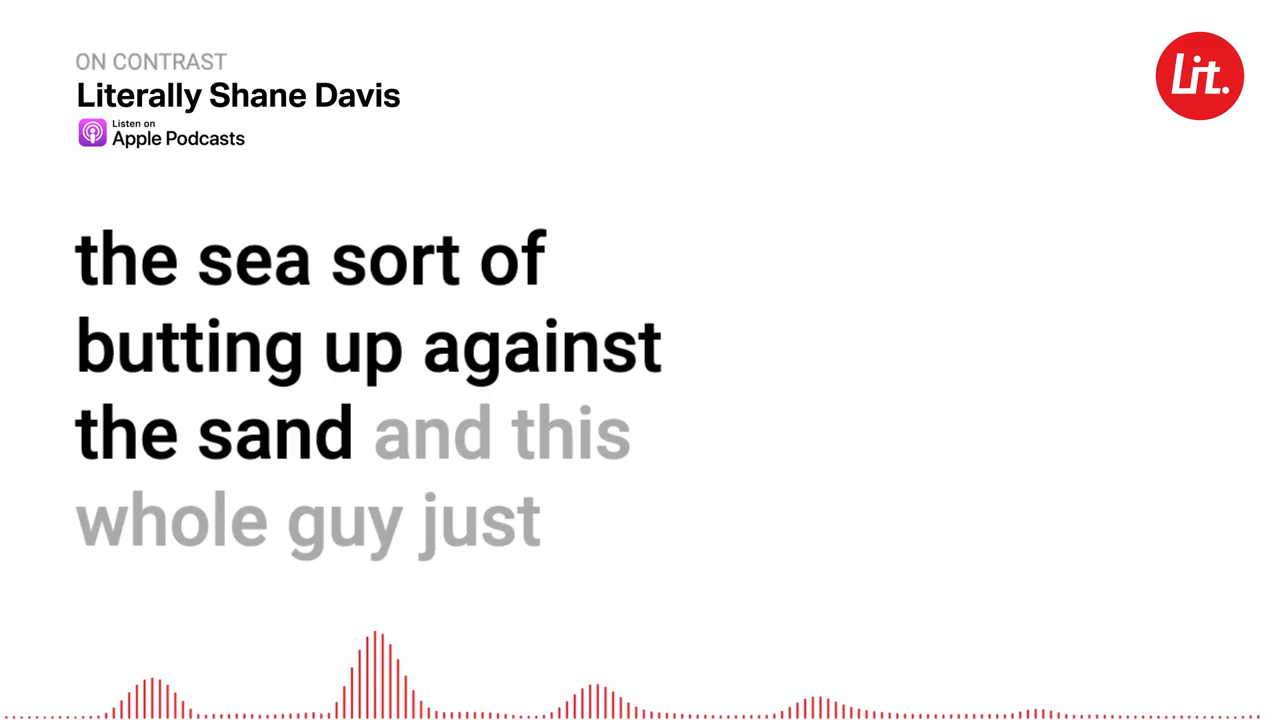 ON CONTRAST
Literally Shane Davis
Listen on
Apple Podcasts
Lit.
the sea sort of
butting up against
the sand and this
whole guy just